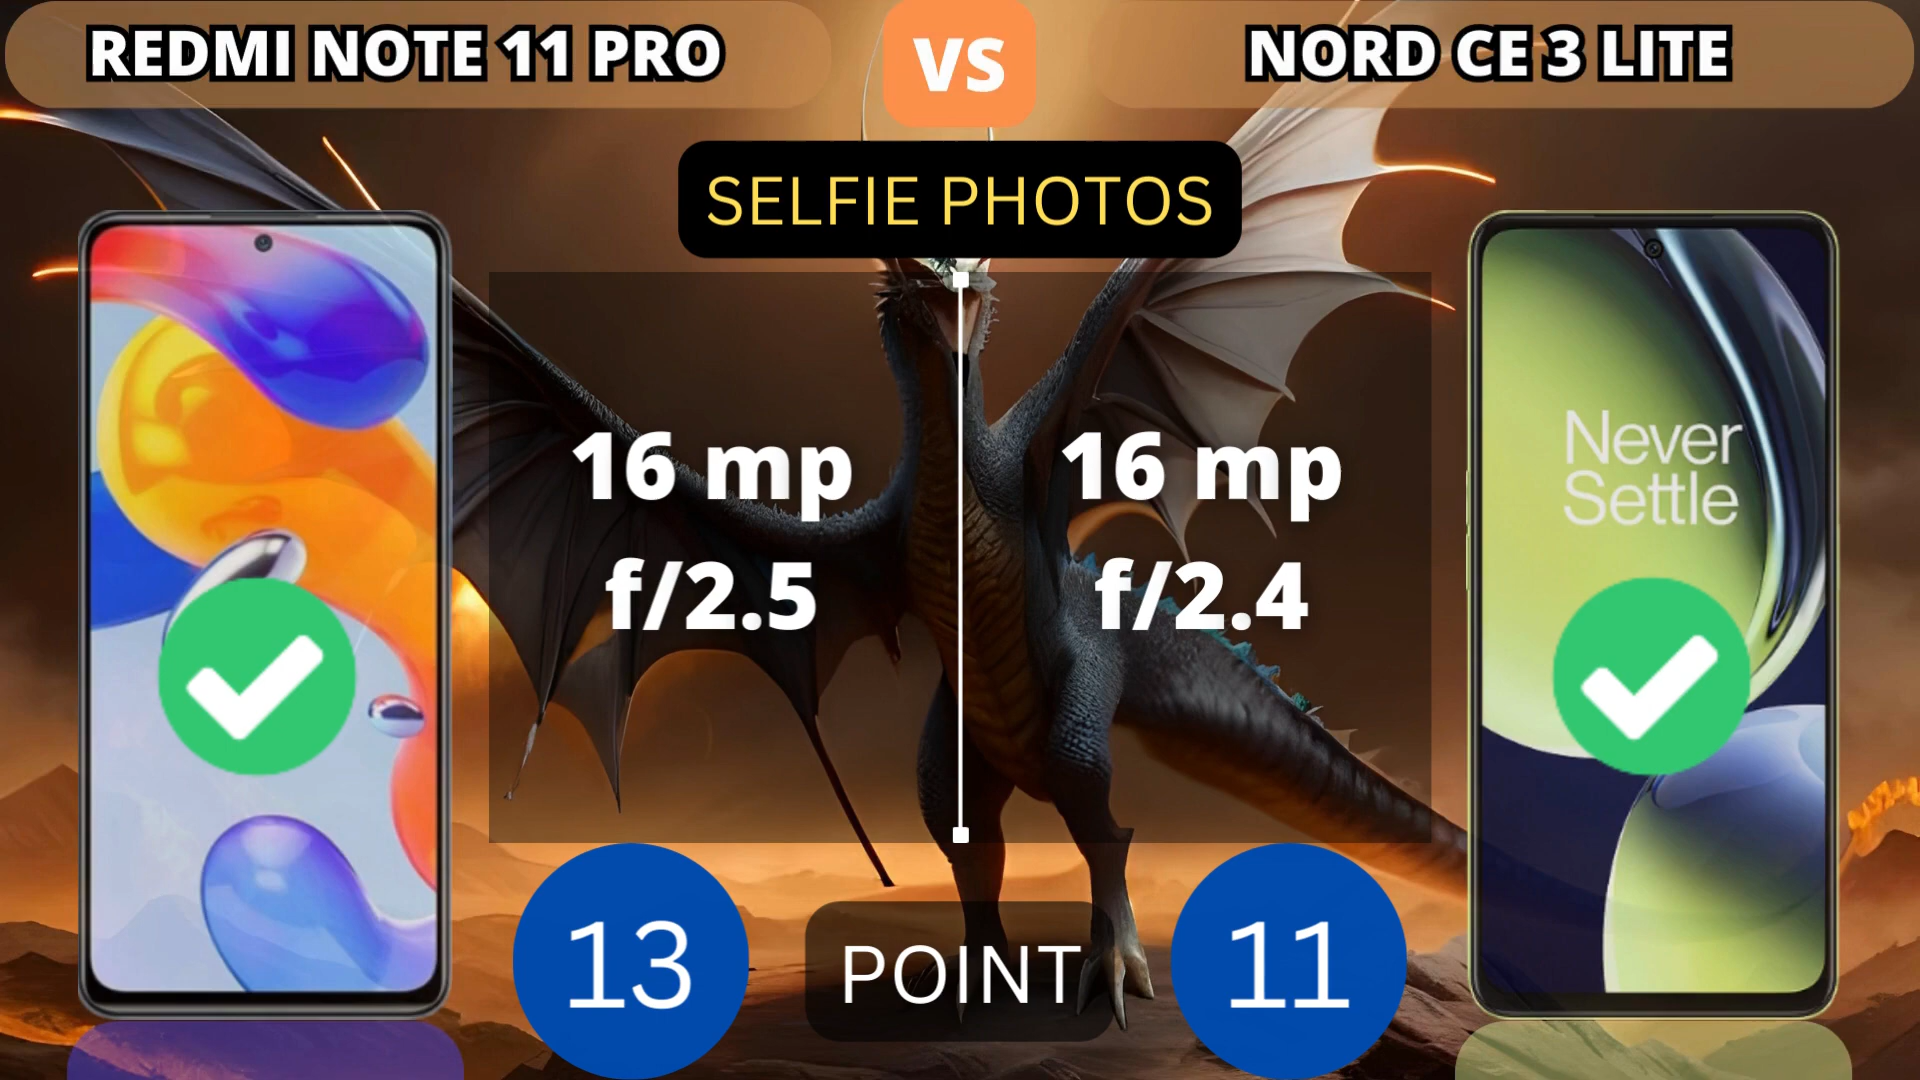 REDMI NOTE 11 PRO
VS
NORD CE 3 LITE
SELFIE PHOTOS
16 mp
f/2.5
16 mp
f/2.4
Never
Settle
13
POINT
11